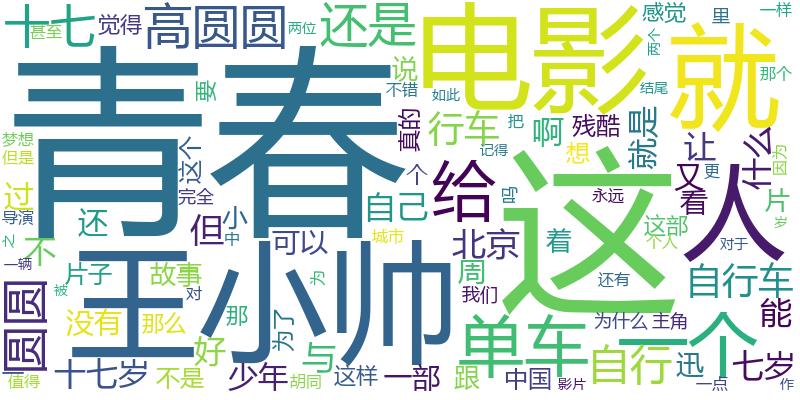 十七
甚至
觉得
高圆圆
两位
还是
电影
感觉
里
一样
两个
就
那个
青春
要
说
不错
如此
结尾
行车
啊
把
残酷
真的
梦想
但是
这个
就是
让
什么
因为
记得
想
个
给
这
又
人
看
更
片
岁
完全
吗
永远
自己
过
导演
还
但
小
之
中
不
可以
城市
北京
着
这部
个人
对于
一辆
片子
故事
王小帅
对
为
周
我们
还有
自行车
被
圆圆
没有
那么
那
为了
单车
一个
为什么
主角
能
好
与
自行
迅
七岁
一
值得
十七岁
不是
少年
胡同
这样
一部
跟
中国
影片
一点
作